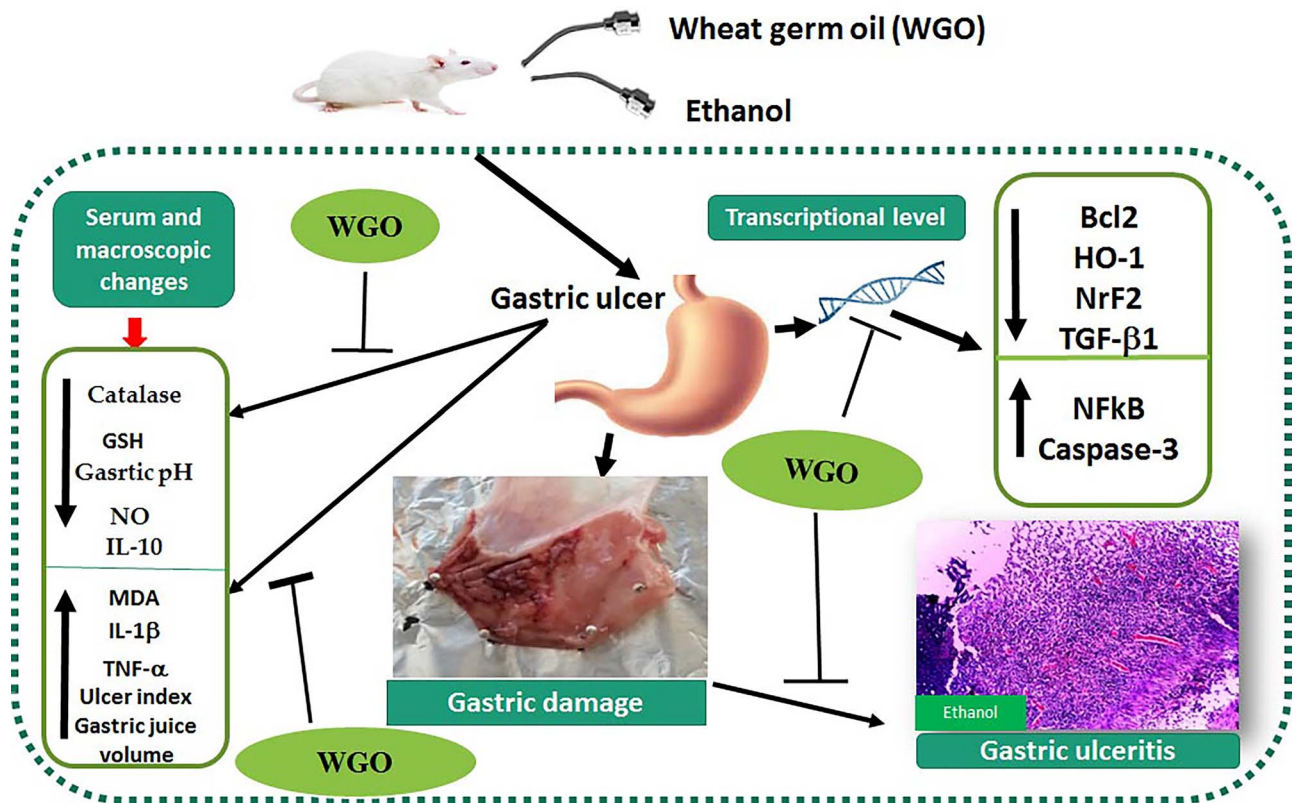 Wheat germ oil (WGO)
Ethanol
Serum and
macroscopic
changes
WGO
Transcriptional level
Gastric ulcer
Bcl2
HO-1
NrF2
TGF-β1
NFkB
Caspase-3
Catalase
GSH
Gasrtic pH
NO
IL-10
MDA
IL-1β
TNF-α
Ulcer index
Gastric juice
volume
WGO
WGO
Gastric damage
Ethanol
Gastric ulceritis